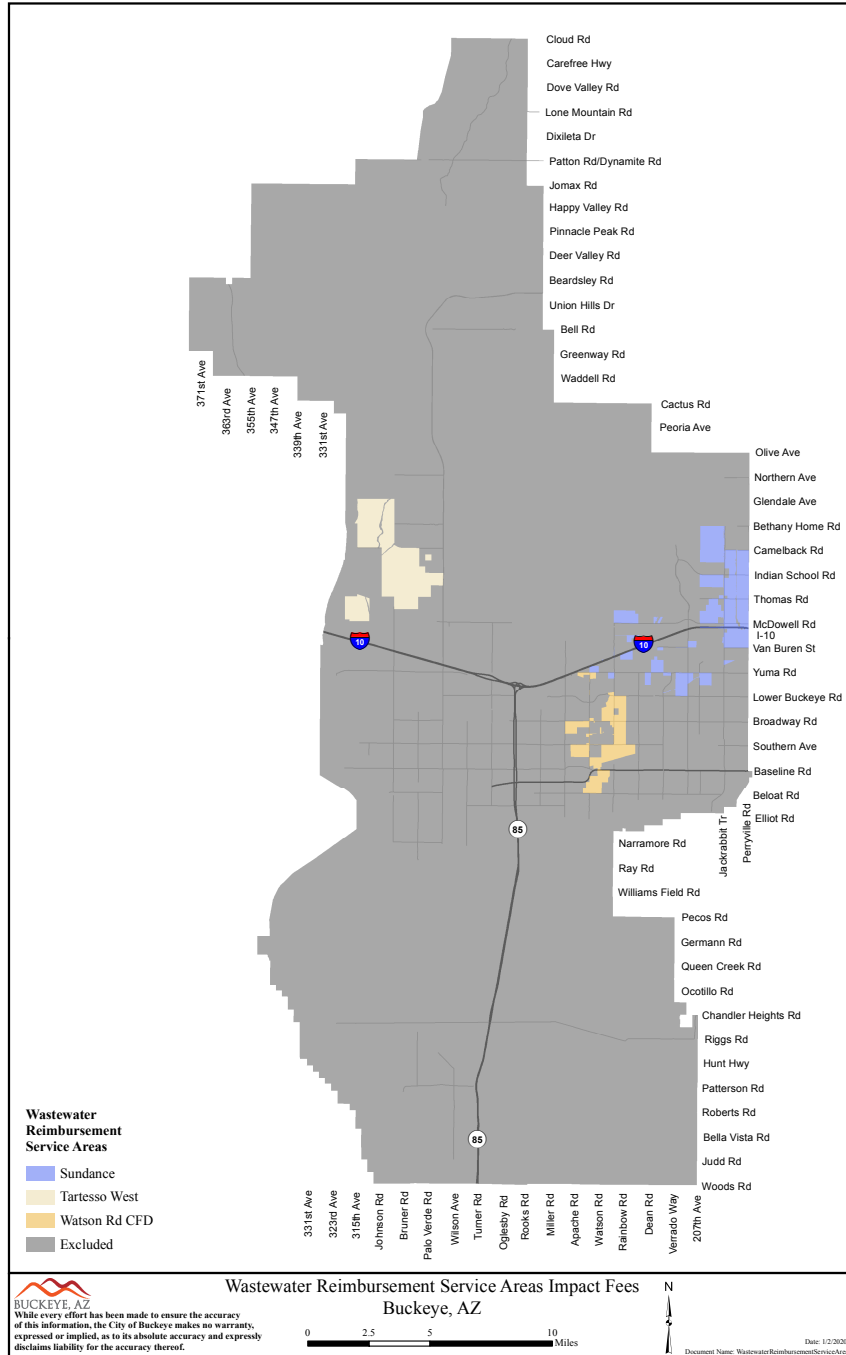 Cloud Rd
Carefree Hwy
Dove Valley Rd
Lone Mountain Rd
Dixileta Dr
Patton Rd/Dynamite Rd
Jomax Rd
Happy Valley Rd
Pinnacle Peak Rd
Deer Valley Rd
Beardsley Rd
Union Hills Dr
Bell Rd
Greenway Rd
Waddell Rd
371st Ave
363rd Ave
355th Ave
347th Ave
339th Ave
331st Ave
Cactus Rd
Peoria Ave
Olive Ave
Northern Ave
Glendale Ave
Bethany Home Rd
Camelback Rd
Indian School Rd
Thomas Rd
McDowell Rd
I-10
10
10
Van Buren St
Yuma Rd
Lower Buckeye Rd
Broadway Rd
Southern Ave
Baseline Rd
Beloat Rd
Elliot Rd
Jackrabbit Tr
Perryville Rd
85
Narramore Rd
Ray Rd
Williams Field Rd
Pecos Rd
Germann Rd
Queen Creek Rd
Ocotillo Rd
Chandler Heights Rd
Riggs Rd
Hunt Hwy
Patterson Rd
Roberts Rd
Bella Vista Rd
Judd Rd
Woods Rd
85
Wastewater
Reimbursement
Service Areas
Sundance
Tartesso West
Watson Rd CFD
Excluded
331st Ave
323rd Ave
315th Ave
Johnson Rd
Bruner Rd
Palo Verde Rd
Wilson Ave
Turner Rd
Oglesby Rd
Rooks Rd
Miller Rd
Apache Rd
Watson Rd
Rainbow Rd
Dean Rd
Verrado Way
207th Ave
BUCKEYE, AZ
While every effort has been made to ensure the accuracy
of this information, the City of Buckeye makes no warranty,
expressed or implied, as to its absolute accuracy and expressly
disclaims liability for the accuracy thereof.
Wastewater Reimbursement Service Areas Impact Fees
Buckeye, AZ
0 2.5 5 10
Miles
N
Date: 1/2/2020
Document Name: WastewaterReimbursementServiceArea